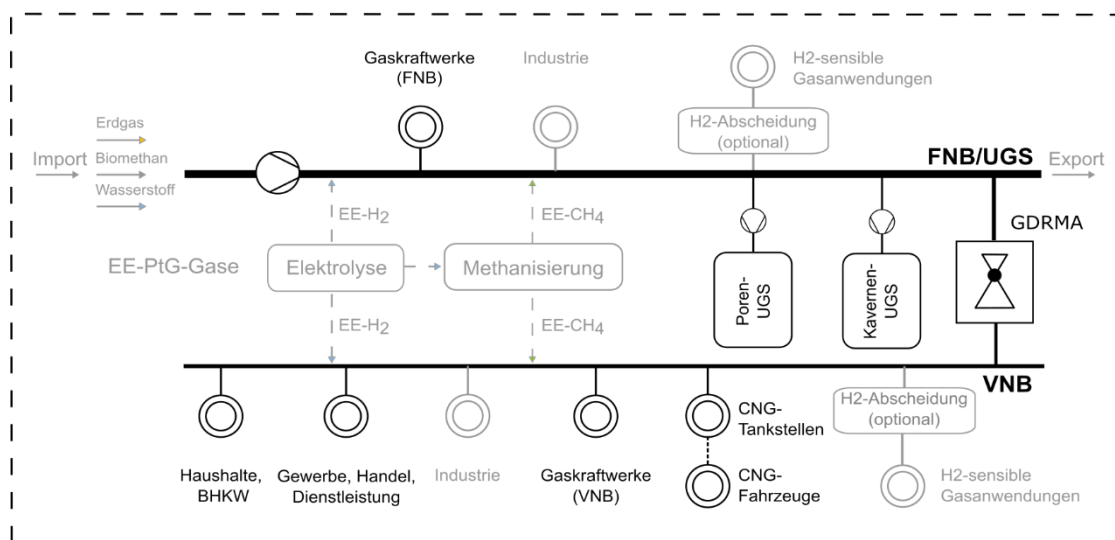 Gaskraftwerke
(FNB)
Industrie
H2-sensible
Gasanwendungen
H2-Abscheidung
(optional)
Erdgas
Import
Biomethan
Wasserstoff
FNB/UGS
Export
EE-H2
EE-CH4
GDRMA
EE-PtG-Gase
Elektrolyse
Methanisierung
Poren-
UGS
Kavernen-
UGS
EE-H2
EE-CH4
VNB
H2-Abscheidung
(optional)
CNG-
Tankstellen
Haushalte,
BHKW
Gewerbe, Handel,
Dienstleistung
Industrie
Gaskraftwerke
(VNB)
CNG-
Fahrzeuge
H2-sensible
Gasanwendungen